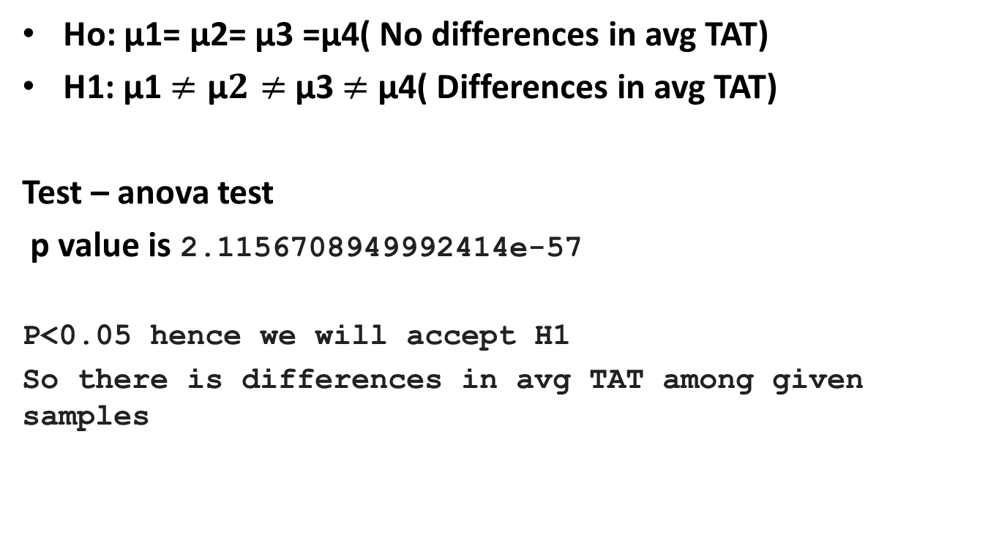 • Ho: µ1= µ2= µ3 =µ4( No differences in avg TAT)
• H1: µ1 ≠ µ2 ≠ µ3 ≠ µ4( Differences in avg TAT)
Test – anova test
p value is 2.1156708949992414e-57
P<0.05 hence we will accept H1
So there is differences in avg TAT among given
samples